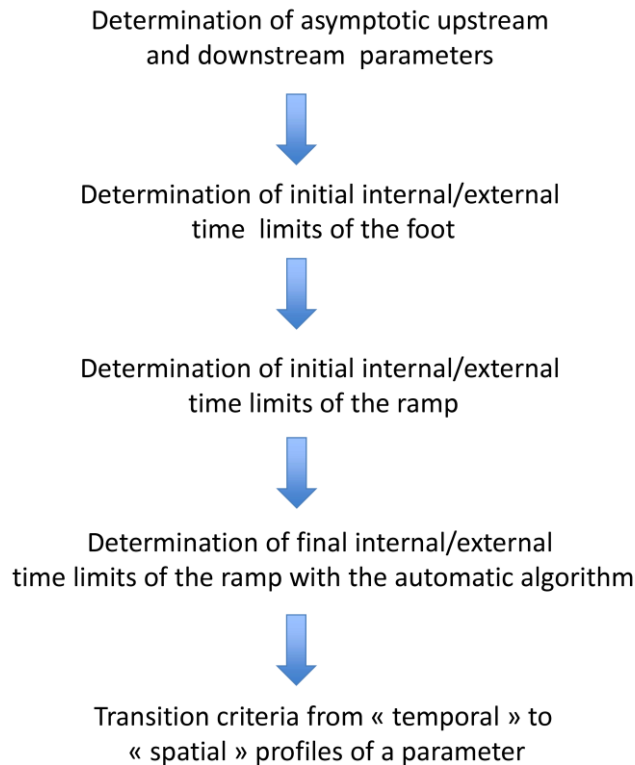 Determination of asymptotic upstream
and downstream parameters
Determination of initial internal/external
time limits of the foot
Determination of initial internal/external
time limits of the ramp
Determination of final internal/external
time limits of the ramp with the automatic algorithm
Transition criteria from « temporal » to
« spatial » profiles of a parameter